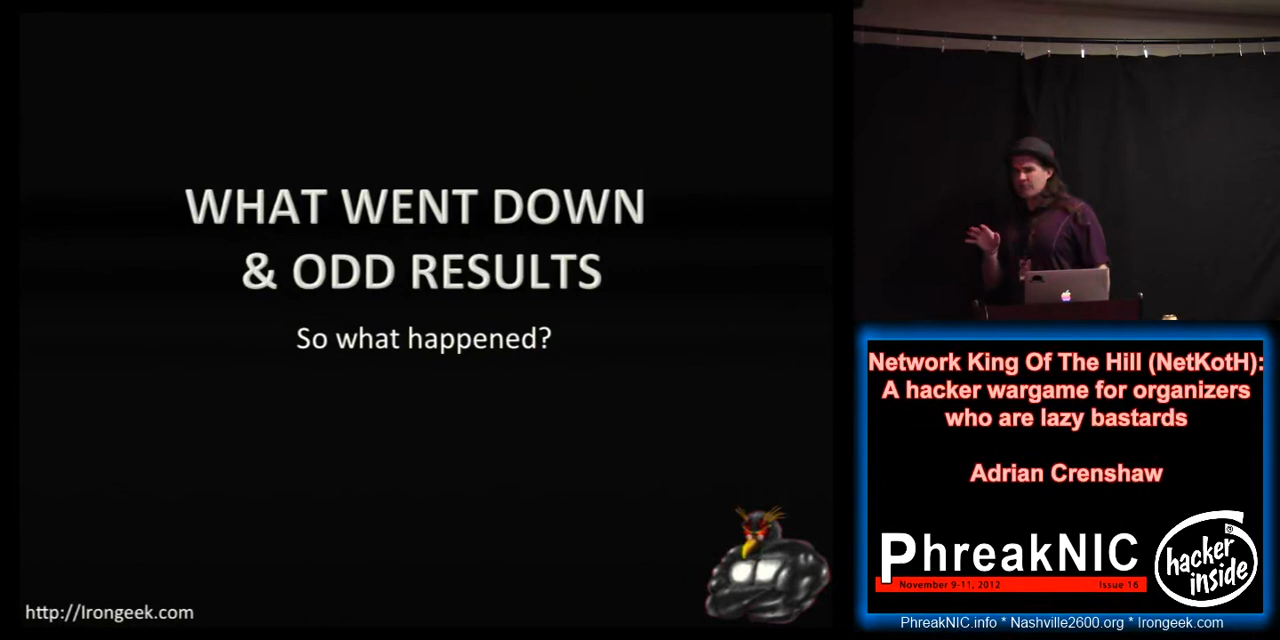 WHAT WENT DOWN
& ODD RESULTS
So what happened?
http://Irongeek.com
Network King Of The Hill (NetKotH):
A hacker wargame for organizers
who are lazy bastards
Adrian Crenshaw
PhreakNIC
November 9-11, 2012 Issue 16
hacker
inside
PhreakNIC.info * Nashville2600.org * Irongeek.com